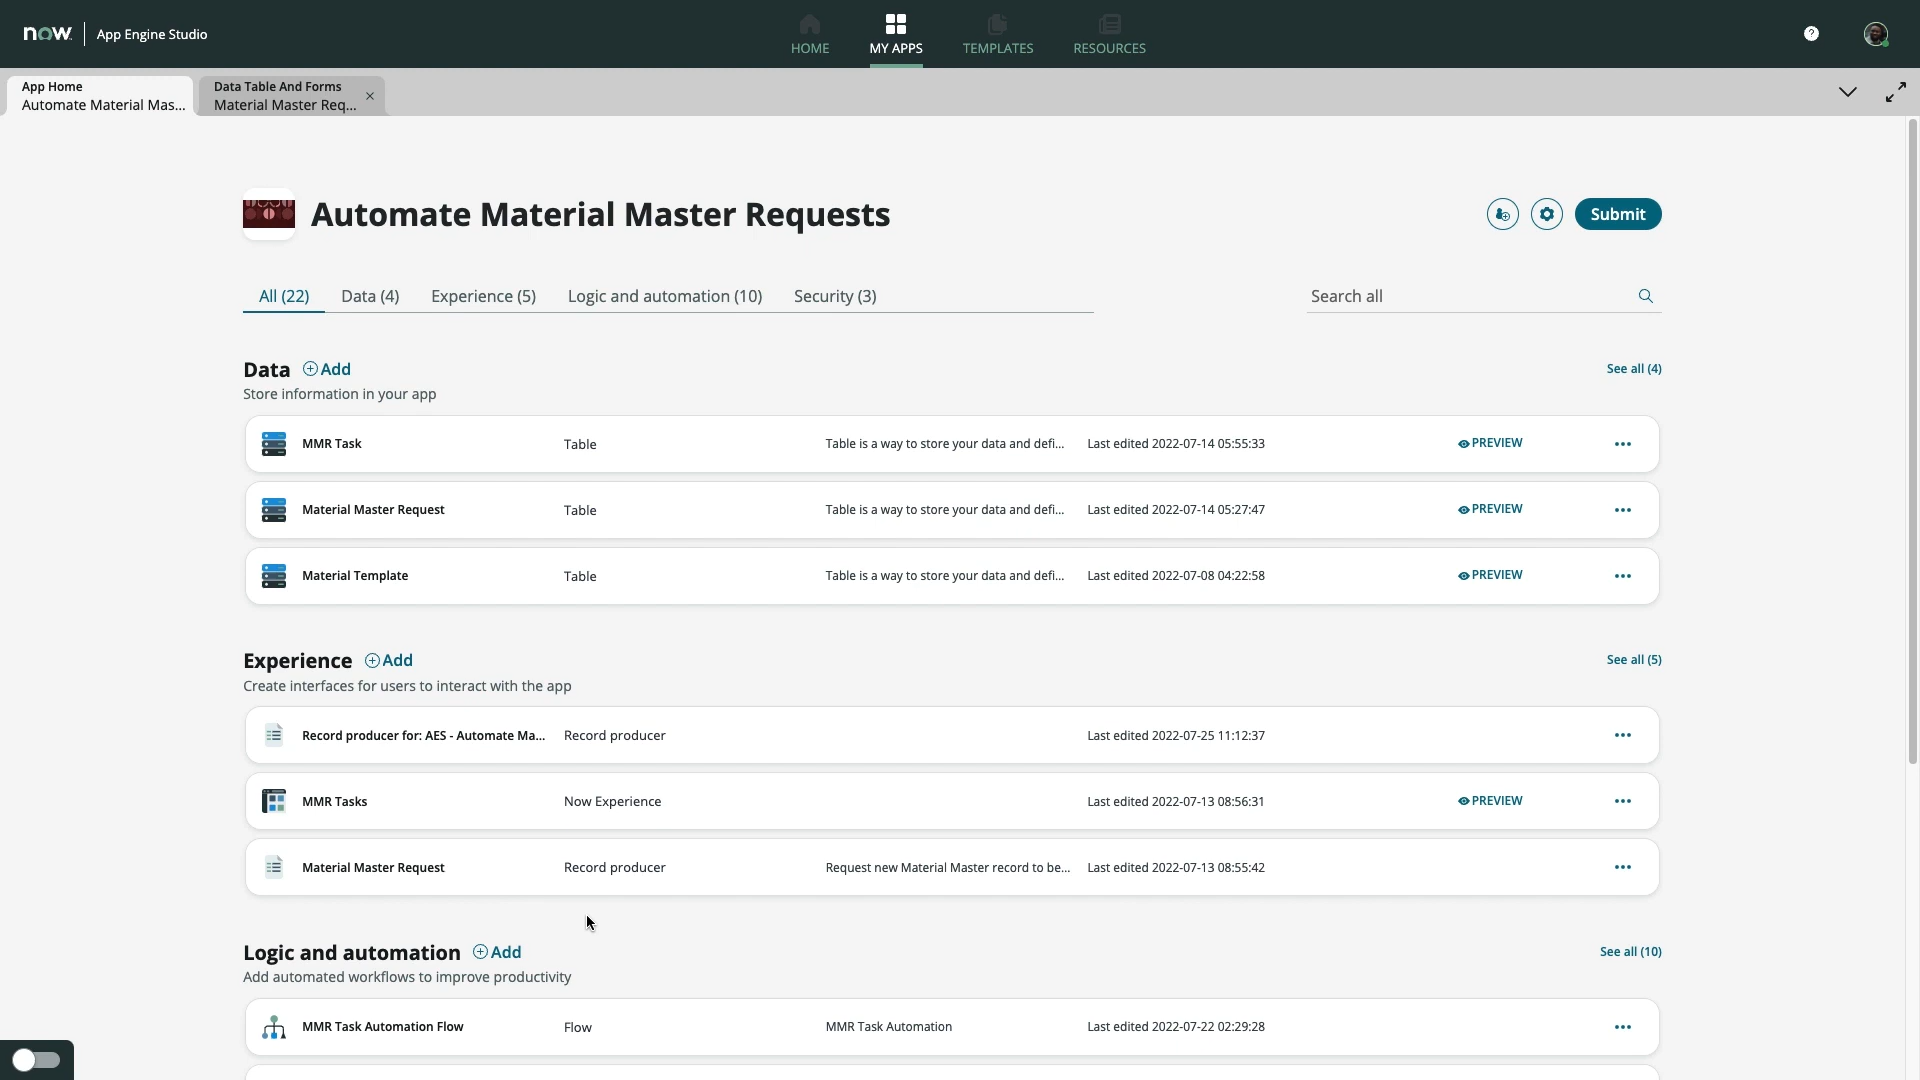 now. App Engine Studio
HOME
MY APPS
TEMPLATES
RESOURCES
?
App Home
Automate Material Mas...
Data Table And Forms
Material Master Req...
Automate Material Master Requests
Submit
All (22)
Data (4)
Experience (5)
Logic and automation (10)
Security (3)
Search all
Data Add
See all (4)
Store information in your app
MMR Task Table Table is a way to store your data and defi... Last edited 2022-07-14 05:55:33 PREVIEW
Material Master Request Table Table is a way to store your data and defi... Last edited 2022-07-14 05:27:47 PREVIEW
Material Template Table Table is a way to store your data and defi... Last edited 2022-07-08 04:22:58 PREVIEW
Experience Add
See all (5)
Create interfaces for users to interact with the app
Record producer for: AES - Automate Ma... Record producer Last edited 2022-07-25 11:12:37
MMR Tasks Now Experience Last edited 2022-07-13 08:56:31 PREVIEW
Material Master Request Record producer Request new Material Master record to be... Last edited 2022-07-13 08:55:42
Logic and automation Add
See all (10)
Add automated workflows to improve productivity
MMR Task Automation Flow Flow MMR Task Automation Last edited 2022-07-22 02:29:28